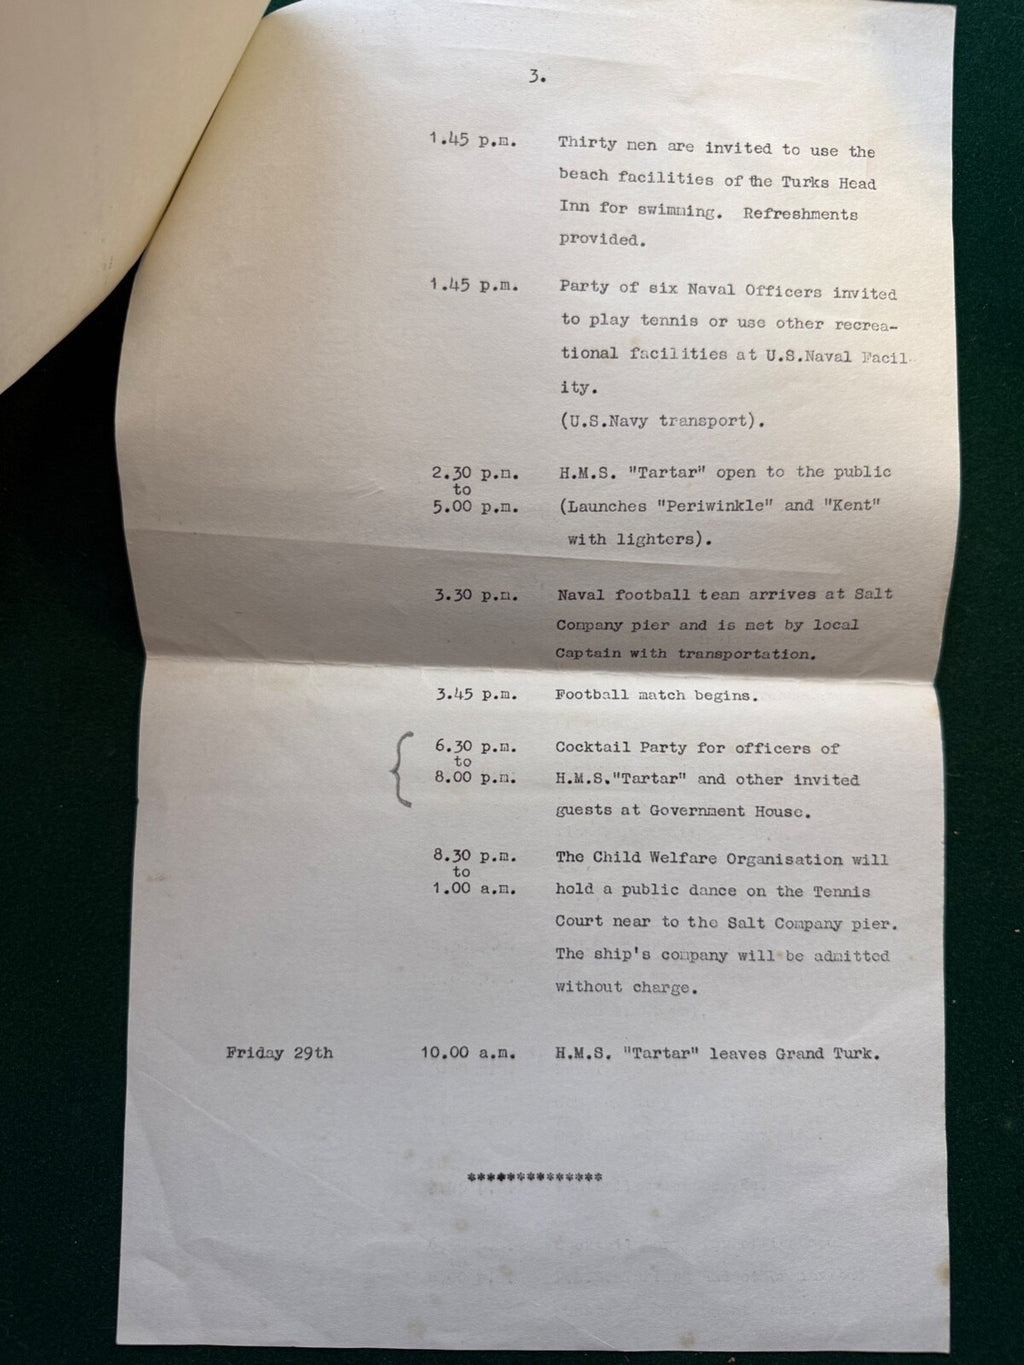 3.
1.45 p.m. Thirty men are invited to use the
beach facilities of the Turks Head
Inn for swimming. Refreshments
provided.
1.45 p.m. Party of six Naval Officers invited
to play tennis or use other recrea-
tional facilities at U.S.Naval Facil-
ity.
(U.S.Navy transport).
2.30 p.m. H.M.S. "Tartar" open to the public
to
5.00 p.m. (Launches "Periwinkle" and "Kent"
with lighters).
3.30 p.m. Naval football team arrives at Salt
Company pier and is met by local
Captain with transportation.
3.45 p.m. Football match begins.
6.30 p.m. Cocktail Party for officers of
to
8.00 p.m. H.M.S."Tartar" and other invited
guests at Government House.
8.30 p.m. The Child Welfare Organisation will
to
1.00 a.m. hold a public dance on the Tennis
Court near to the Salt Company pier.
The ship's company will be admitted
without charge.
Friday 29th 10.00 a.m. H.M.S. "Tartar" leaves Grand Turk.
**************